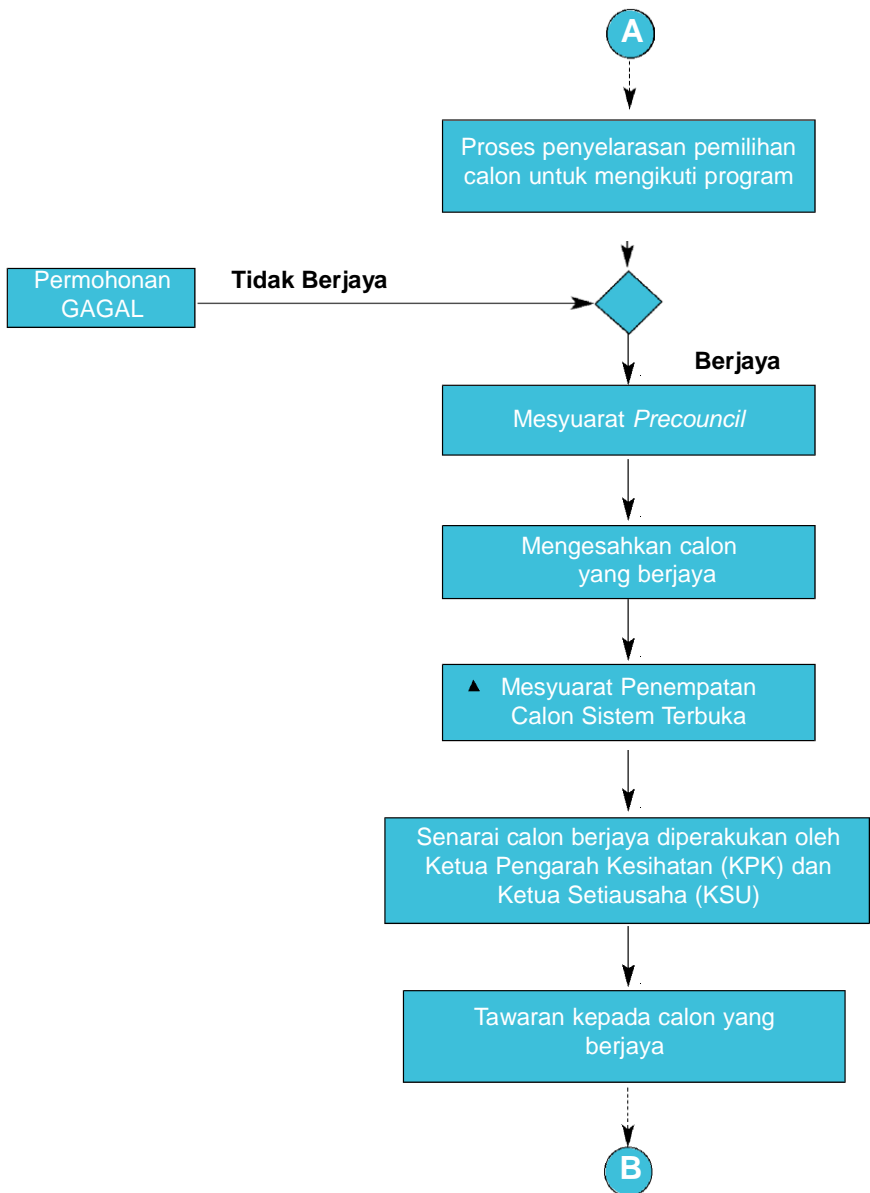 A
Proses penyelarasan pemilihan
calon untuk mengikuti program
Permohonan
GAGAL
Tidak Berjaya
Berjaya
Mesyuarat Precouncil
Mengesahkan calon
yang berjaya
▲ Mesyuarat Penempatan
Calon Sistem Terbuka
Senarai calon berjaya diperakukan oleh
Ketua Pengarah Kesihatan (KPK) dan
Ketua Setiausaha (KSU)
Tawaran kepada calon yang
berjaya
B